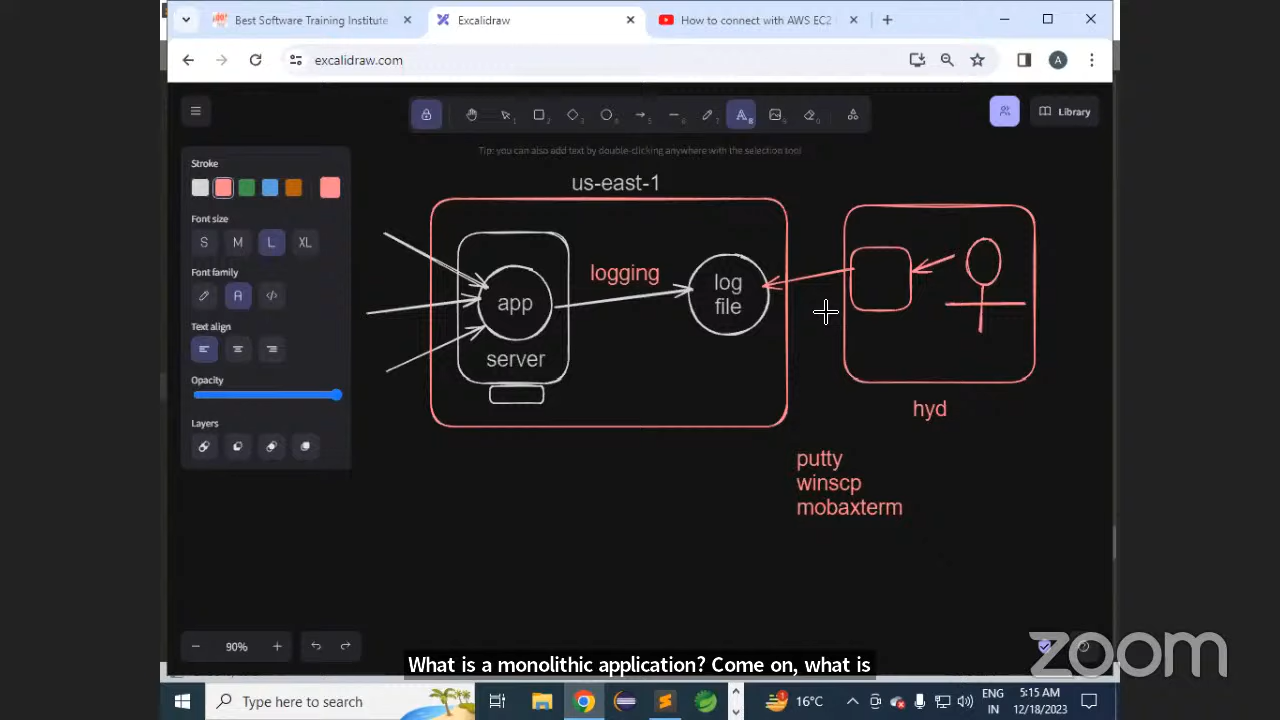 Best Software Training Institute
Excalidraw
How to connect with AWS EC2
excalidraw.com
A
Library
Tip: you can also add text by double-clicking anywhere with the selection tool
Stroke
Font size
S M L XL
Font family
A
Text align
Opacity
Layers
us-east-1
app
server
logging
log
file
hyd
putty
winscp
mobaxterm
90%
What is a monolithic application? Come on, what is
zoom
Type here to search
16°C
ENG
IN
5:15 AM
12/18/2023